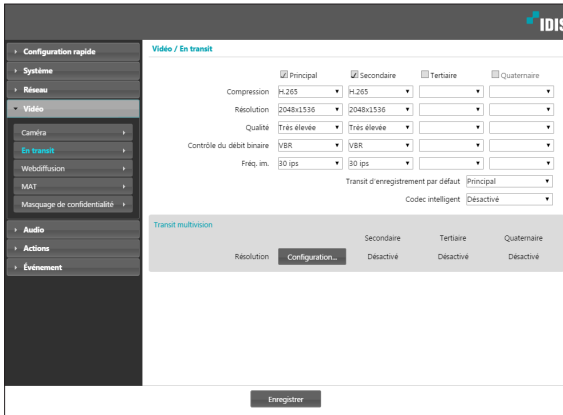 IDIS
Configuration rapide
Système
Réseau
Vidéo
Caméra
En transit
Webdiffusion
MAT
Masquage de confidentialité
Audio
Actions
Événement
Vidéo / En transit
Principal Secondaire Tertiaire Quaternaire
Compression H.265 H.265
Résolution 2048x1536 2048x1536
Qualité Très élevée Très élevée
Contrôle du débit binaire VBR VBR
Fréq. im. 30 ips 30 ips
Transit d'enregistrement par défaut Principal
Codec intelligent Désactivé
Transit multivision
Secondaire Tertiaire Quaternaire
Résolution Configuration... Désactivé Désactivé Désactivé
Enregistrer